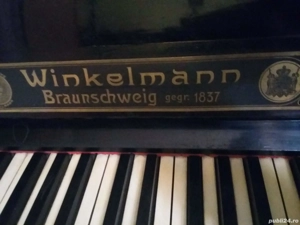 Winkelmann
Braunschweig gegr. 1837
publi24.ro